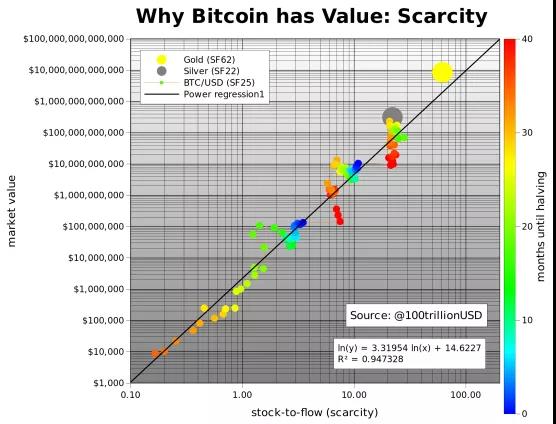 Why Bitcoin has Value: Scarcity
$100,000,000,000,000
$10,000,000,000,000
$1,000,000,000,000
$100,000,000,000
$10,000,000,000
$1,000,000,000
$100,000,000
$10,000,000
$1,000,000
$100,000
$10,000
$1,000
market value
Gold (SF62)
Silver (SF22)
BTC/USD (SF25)
Power regression1
Source: @100trillionUSD
ln(y) = 3.31954 ln(x) + 14.6227
R² = 0.947328
0.10
1.00
10.00
100.00
stock-to-flow (scarcity)
40
30
20
10
0
months until halving